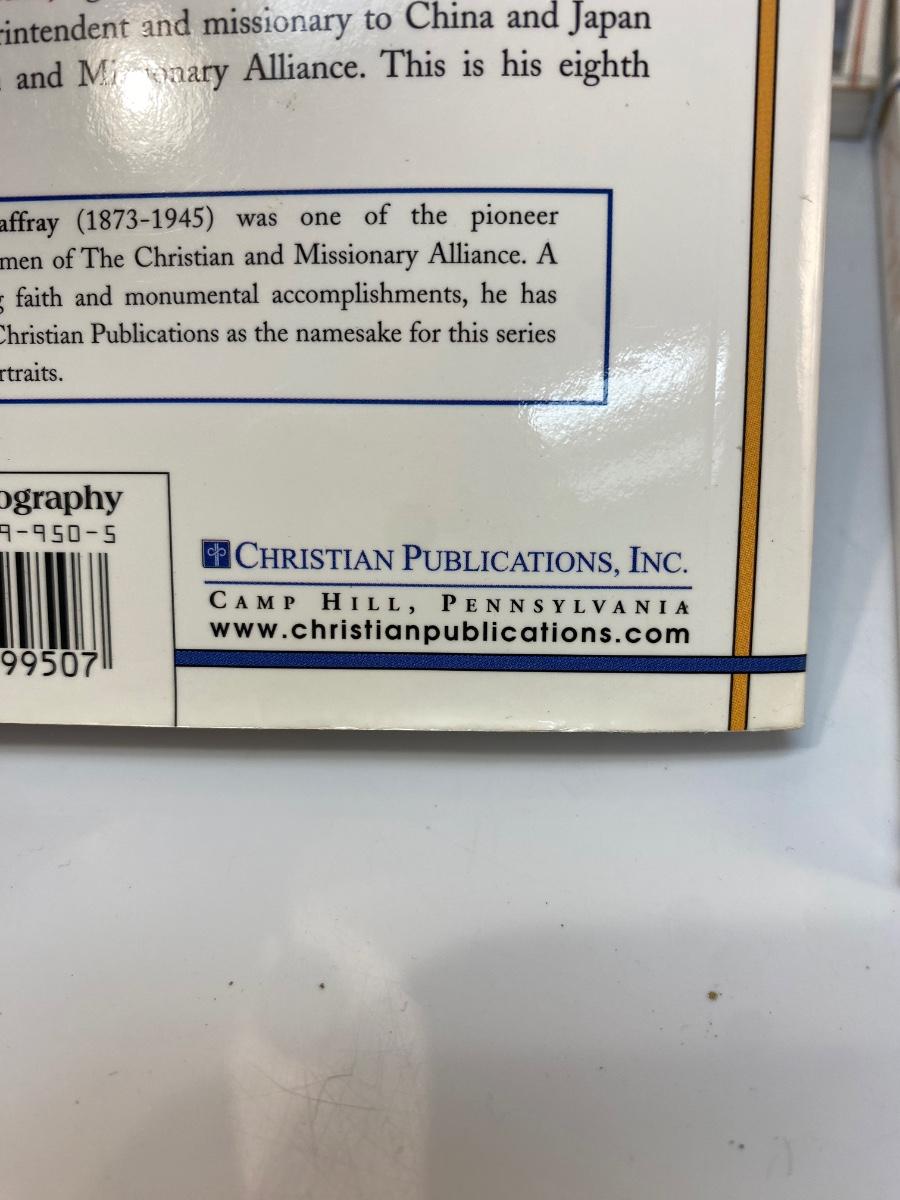 rintendent and missionary to China and Japan
and Missionary Alliance. This is his eighth
affray (1873-1945) was one of the pioneer
men of The Christian and Missionary Alliance. A
g faith and monumental accomplishments, he has
Christian Publications as the namesake for this series
rtraits.
ography
9-950-5
99507
CHRISTIAN PUBLICATIONS, INC.
CAMP HILL, PENNSYLVANIA
www.christianpublications.com